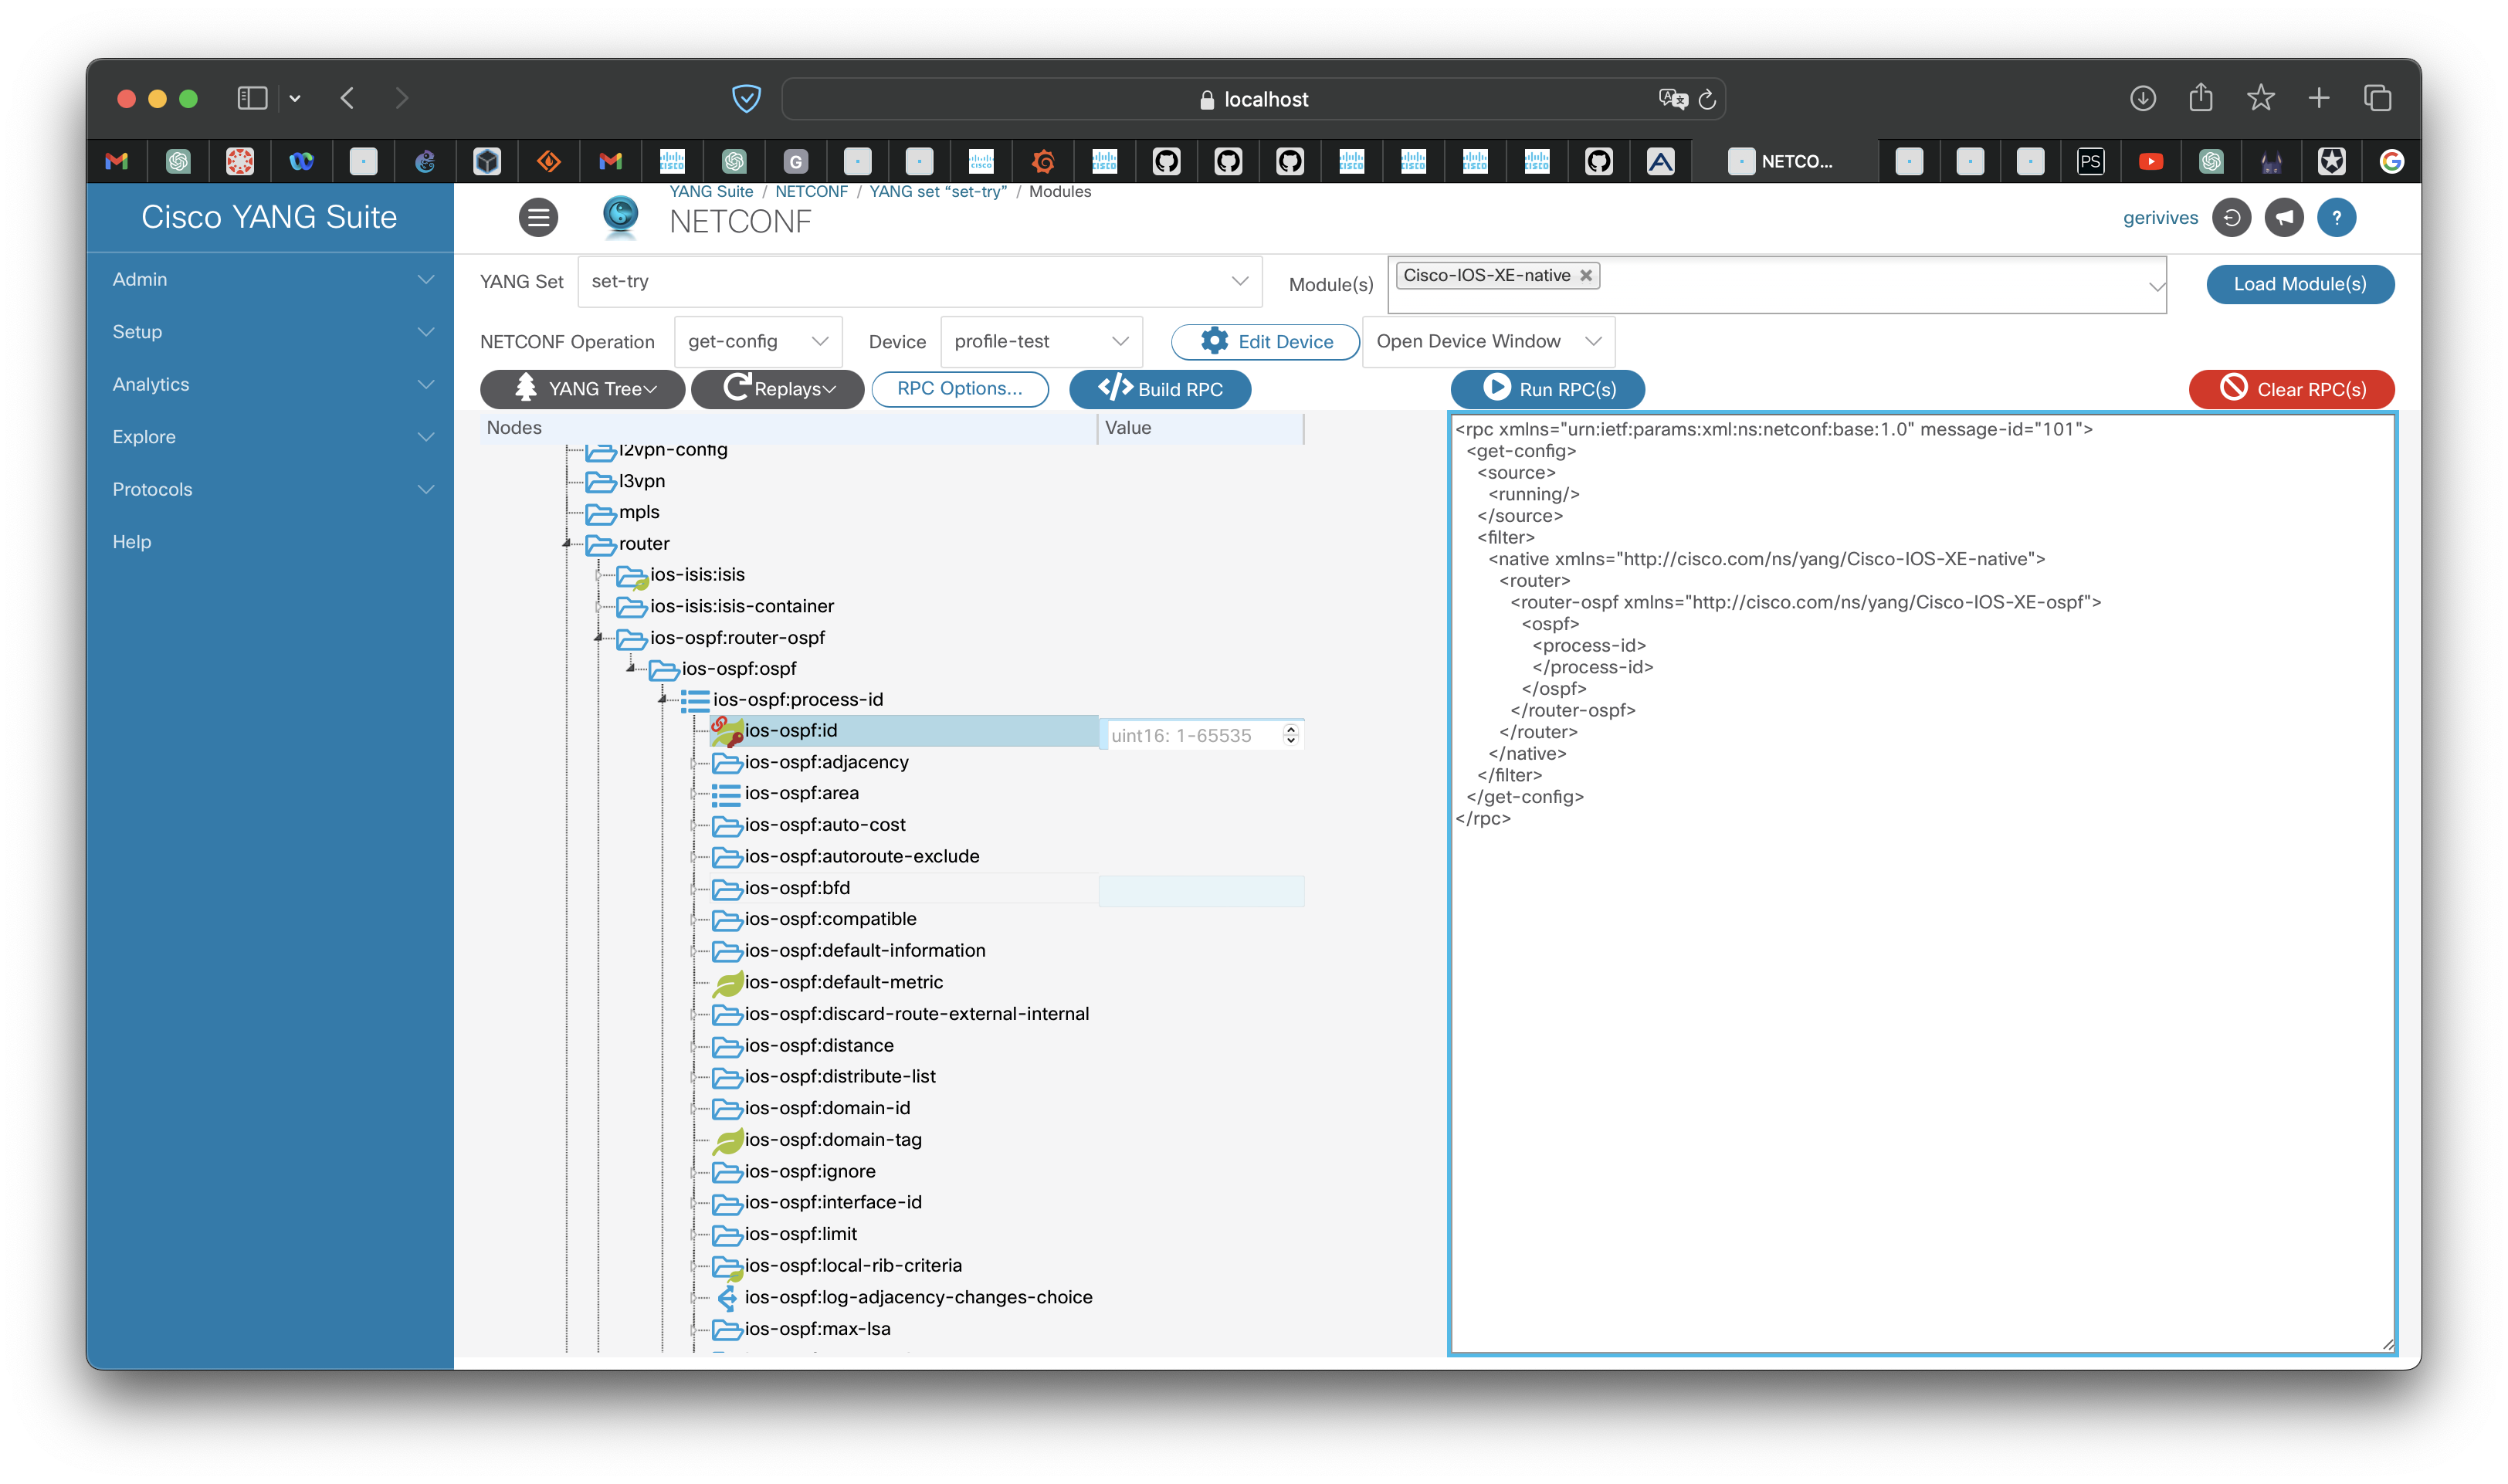 localhost
NETCO...
G
PS
Cisco YANG Suite
Admin
Setup
Analytics
Explore
Protocols
Help
YANG Suite / NETCONF / YANG set “set-try” / Modules
NETCONF
gerivives
?
YANG Set set-try Module(s) Cisco-IOS-XE-native Load Module(s)
NETCONF Operation get-config Device profile-test Edit Device Open Device Window
YANG Tree Replays RPC Options... Build RPC Run RPC(s) Clear RPC(s)
Nodes Value
l2vpn-config
l3vpn
mpls
router
ios-isis:isis
ios-isis:isis-container
ios-ospf:router-ospf
ios-ospf:ospf
ios-ospf:process-id
ios-ospf:id uint16: 1-65535
ios-ospf:adjacency
ios-ospf:area
ios-ospf:auto-cost
ios-ospf:autoroute-exclude
ios-ospf:bfd
ios-ospf:compatible
ios-ospf:default-information
ios-ospf:default-metric
ios-ospf:discard-route-external-internal
ios-ospf:distance
ios-ospf:distribute-list
ios-ospf:domain-id
ios-ospf:domain-tag
ios-ospf:ignore
ios-ospf:interface-id
ios-ospf:limit
ios-ospf:local-rib-criteria
ios-ospf:log-adjacency-changes-choice
ios-ospf:max-lsa
<rpc xmlns="urn:ietf:params:xml:ns:netconf:base:1.0" message-id="101">
<get-config>
<source>
<running/>
</source>
<filter>
<native xmlns="http://cisco.com/ns/yang/Cisco-IOS-XE-native">
<router>
<router-ospf xmlns="http://cisco.com/ns/yang/Cisco-IOS-XE-ospf">
<ospf>
<process-id>
</process-id>
</ospf>
</router-ospf>
</router>
</native>
</filter>
</get-config>
</rpc>